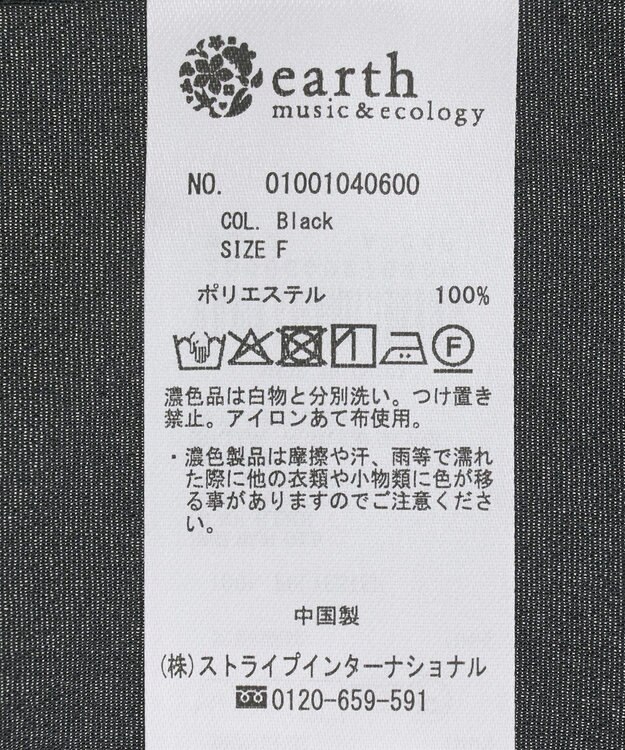 earth
music & ecology
NO. 01001040600
COL. Black
SIZE F
ポリエステル 100%
F
濃色品は白物と分別洗い。つけ置き
禁止。アイロンあて布使用。
・濃色製品は摩擦や汗、雨等で濡れ
た際に他の衣類や小物類に色が移
る事がありますのでご注意くださ
い。
中国製
(株)ストライプインターナショナル
0120-659-591